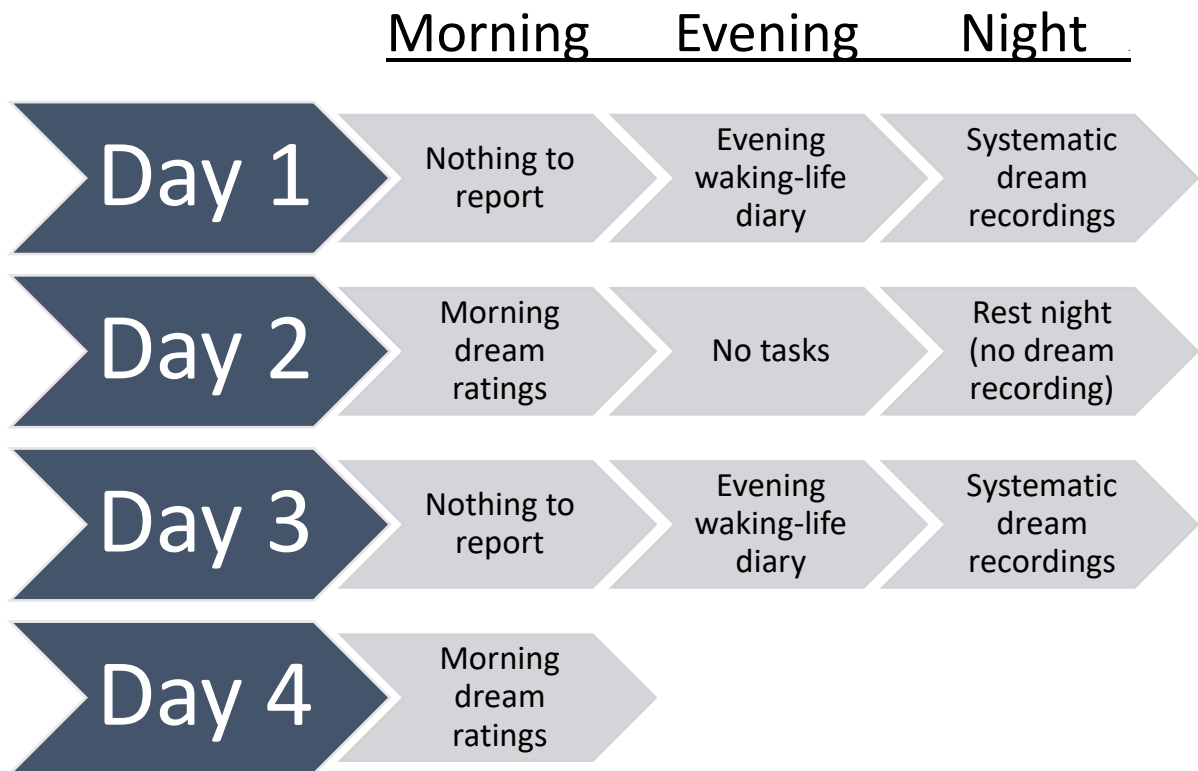 Morning Evening Night
Day 1
Nothing to
report
Evening
waking-life
diary
Systematic
dream
recordings
Day 2
Morning
dream
ratings
No tasks
Rest night
(no dream
recording)
Day 3
Nothing to
report
Evening
waking-life
diary
Systematic
dream
recordings
Day 4
Morning
dream
ratings